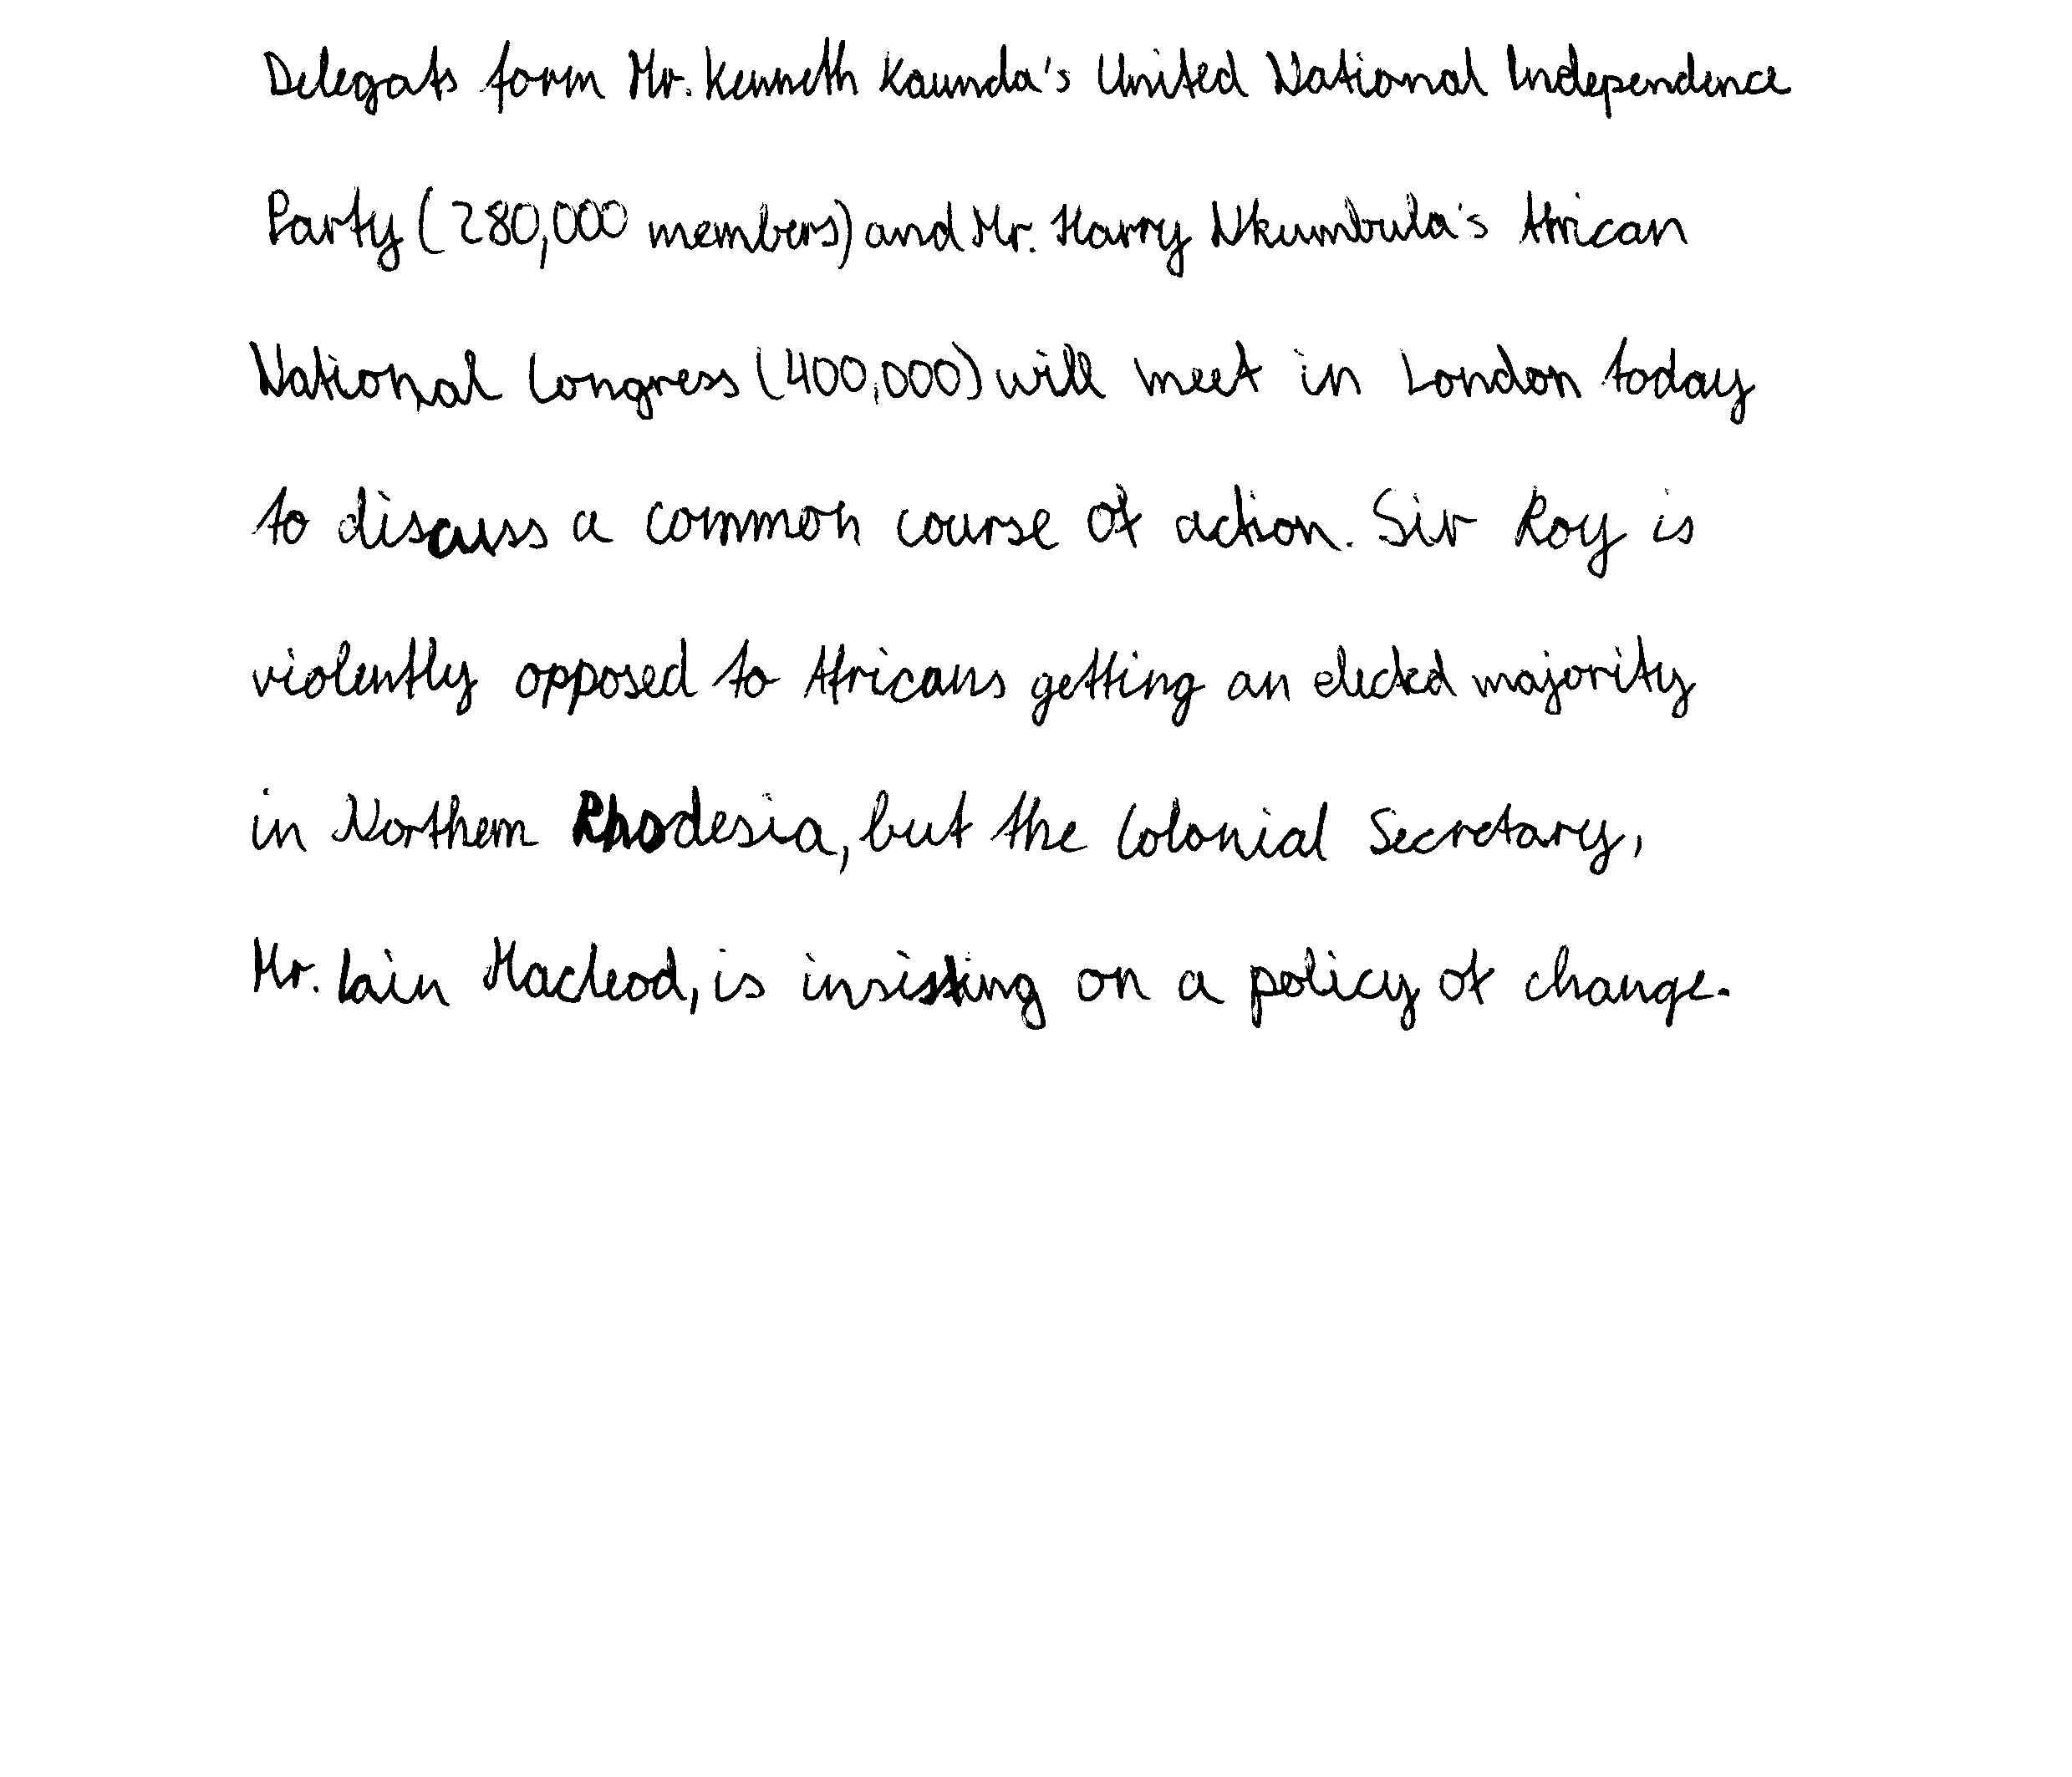 Delegats form Mr. Kenneth Kaunda's United National Independence
Party (280,000 members) and Mr. Harry Nkumbula's African
National Congress (400,000) will meet in London today
to discuss a common course of action. Sir Roy is
violently opposed to Africans getting an elected majority
in Northern Rhodesia, but the Colonial Secretary,
Mr. Iain Macleod, is insisting on a policy of change.